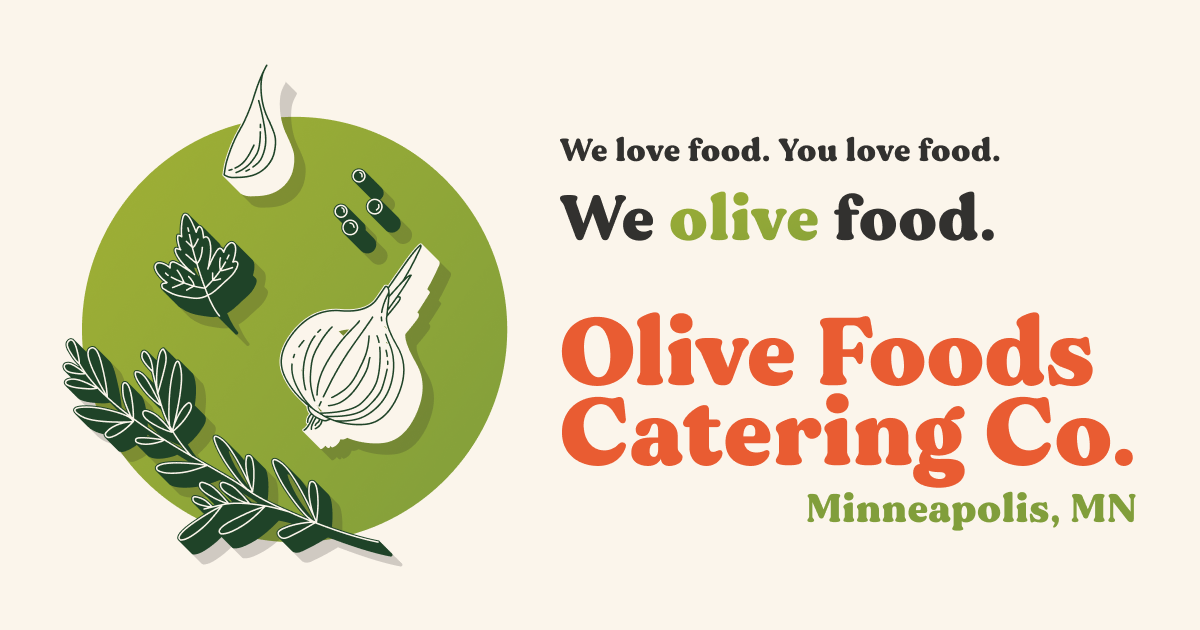 We love food. You love food.
We olive food.
Olive Foods
Catering Co.
Minneapolis, MN